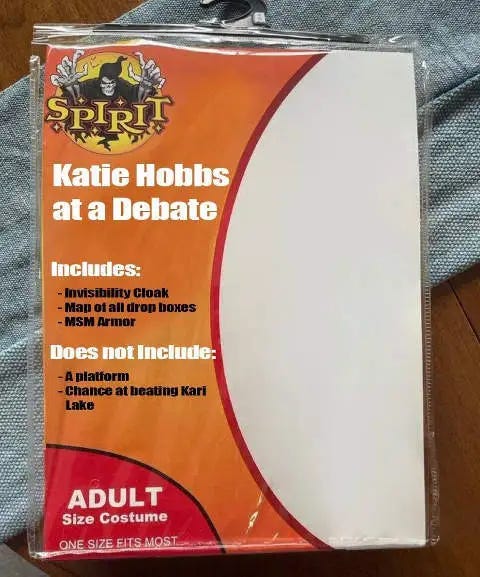 SPIRIT
Katie Hobbs
at a Debate
Includes:
- Invisibility Cloak
- Map of all drop boxes
- MSM Armor
Does not Include:
- A platform
- Chance at beating Kari
Lake
ADULT
Size Costume
ONE SIZE FITS MOST